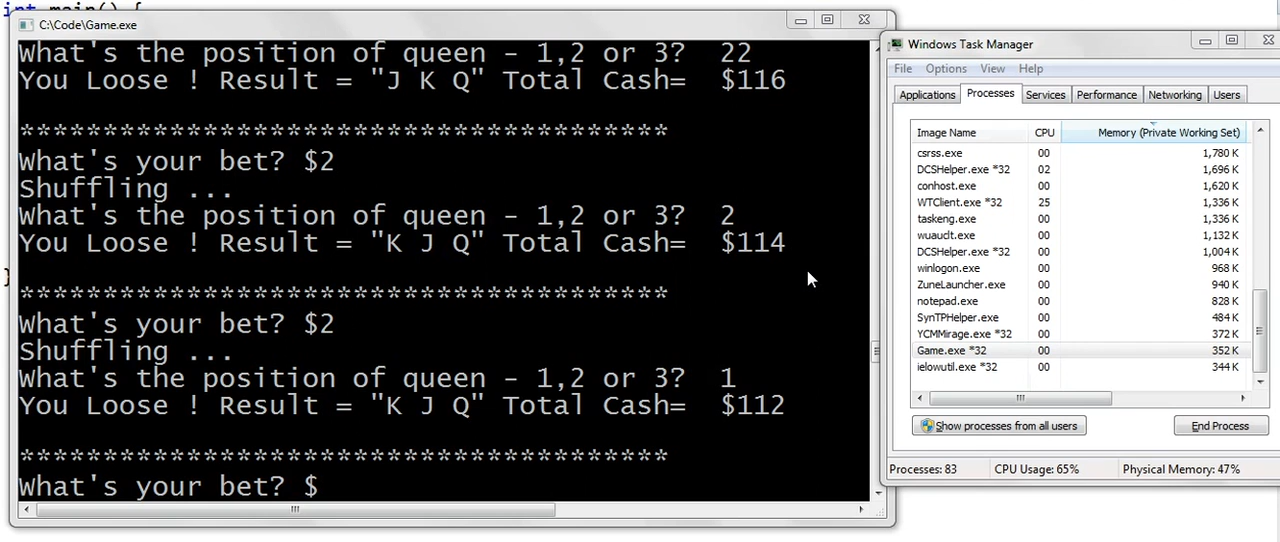 int main() {
C:\Code\Game.exe
What's the position of queen - 1,2 or 3?  22
You Loose ! Result = "J K Q" Total Cash=  $116
***************************************
What's your bet? $2
Shuffling ...
What's the position of queen - 1,2 or 3?  2
You Loose ! Result = "K J Q" Total Cash=  $114
***************************************
What's your bet? $2
Shuffling ...
What's the position of queen - 1,2 or 3?  1
You Loose ! Result = "K J Q" Total Cash=  $112
***************************************
What's your bet? $
}
Windows Task Manager
File Options View Help
Applications Processes Services Performance Networking Users
Image Name CPU Memory (Private Working Set)
csrss.exe 00 1,780 K
DCSHelper.exe *32 02 1,696 K
conhost.exe 00 1,620 K
WTClient.exe *32 25 1,336 K
taskeng.exe 00 1,336 K
wuauclt.exe 00 1,132 K
DCSHelper.exe *32 00 1,004 K
winlogon.exe 00 968 K
ZuneLauncher.exe 00 940 K
notepad.exe 00 828 K
SynTPHelper.exe 00 484 K
YCMMirage.exe *32 00 372 K
Game.exe *32 00 352 K
ielowutil.exe *32 00 344 K
Show processes from all users End Process
Processes: 83 CPU Usage: 65% Physical Memory: 47%